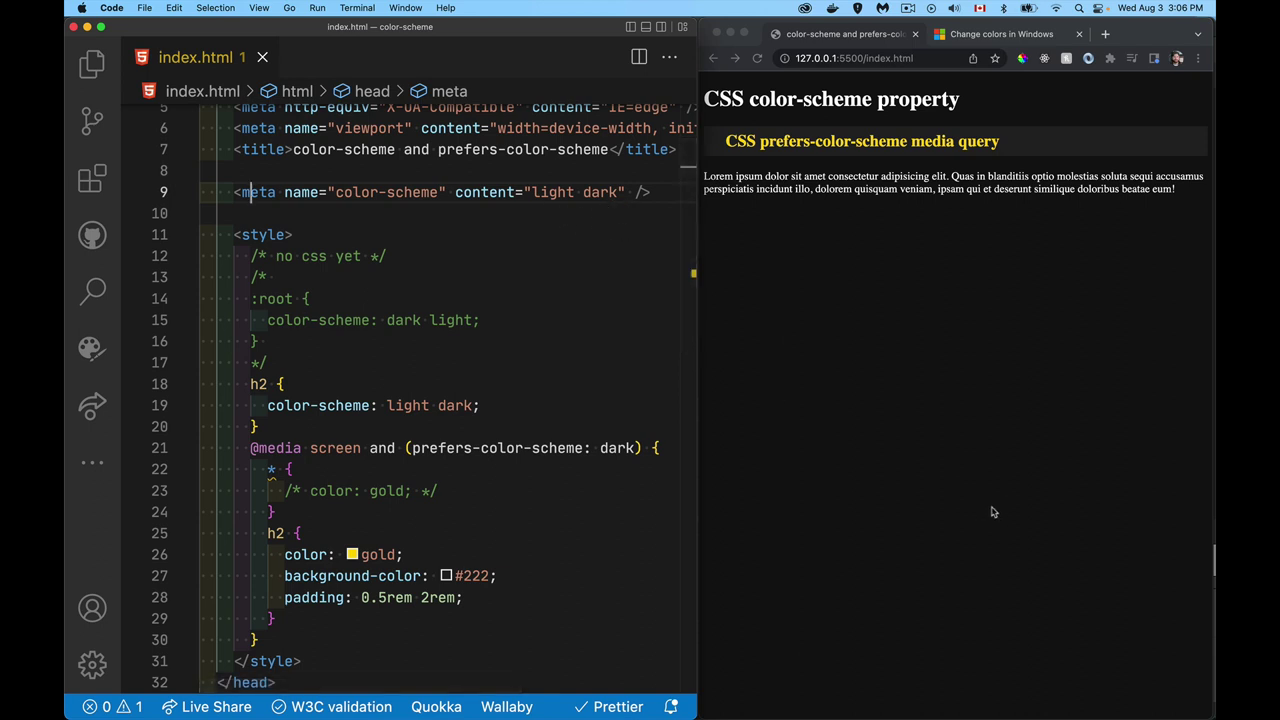 Code File Edit Selection View Go Run Terminal Window Help Wed Aug 3 3:06 PM
index.html — color-scheme
index.html 1
index.html > html > head > meta
5 <meta http-equiv="X-UA-Compatible" content="IE=edge" />
6 <meta name="viewport" content="width=device-width, init
7 <title>color-scheme and prefers-color-scheme</title>
8
9 <meta name="color-scheme" content="light dark" />
10
11 <style>
12 /* no css yet */
13 /*
14 :root {
15 color-scheme: dark light;
16 }
17 */
18 h2 {
19 color-scheme: light dark;
20 }
21 @media screen and (prefers-color-scheme: dark) {
22 * {
23 /* color: gold; */
24 }
25 h2 {
26 color: gold;
27 background-color: #222;
28 padding: 0.5rem 2rem;
29 }
30 }
31 </style>
32 </head>
0 1 Live Share W3C validation Quokka Wallaby Prettier
color-scheme and prefers-colo
Change colors in Windows
127.0.0.1:5500/index.html
CSS color-scheme property
CSS prefers-color-scheme media query
Lorem ipsum dolor sit amet consectetur adipisicing elit. Quas in blanditiis optio molestias soluta sequi accusamus
perspiciatis incidunt illo, dolorem quisquam veniam, ipsam qui et deserunt similique doloribus beatae eum!